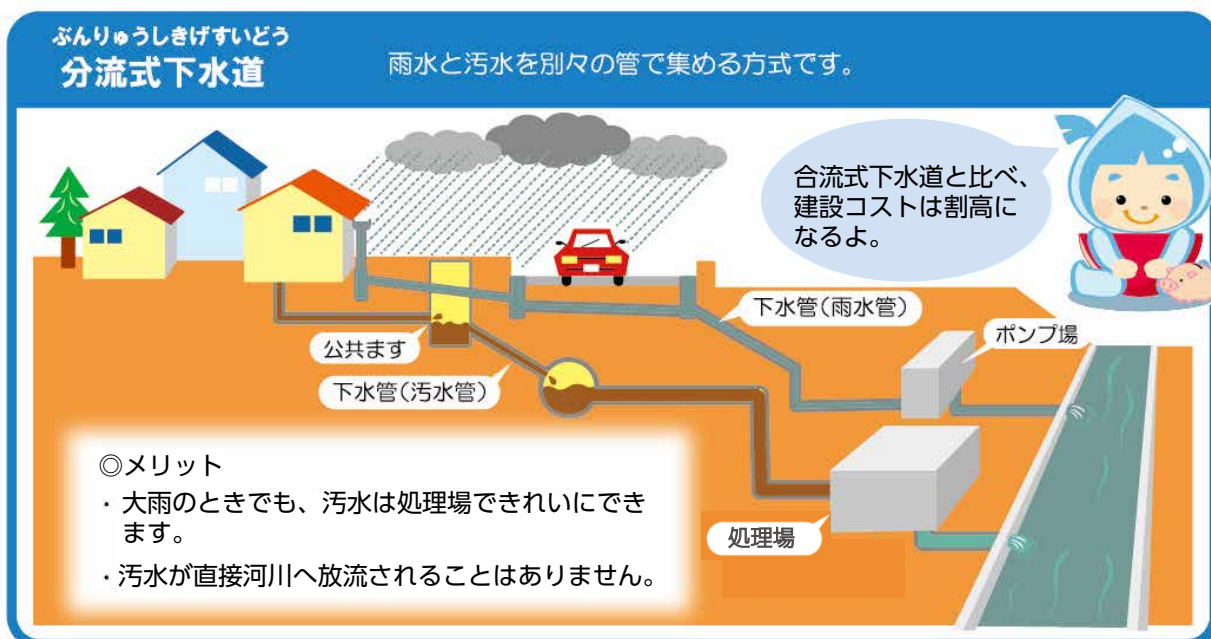 ぶんりゅうしきげすいどう
分流式下水道
雨水と汚水を別々の管で集める方式です。
合流式下水道と比べ、
建設コストは割高に
なるよ。
下水管(雨水管)
ポンプ場
公共ます
下水管(汚水管)
処理場
◎メリット
・大雨のときでも、汚水は処理場できれいにでき
ます。
・汚水が直接河川へ放流されることはありません。